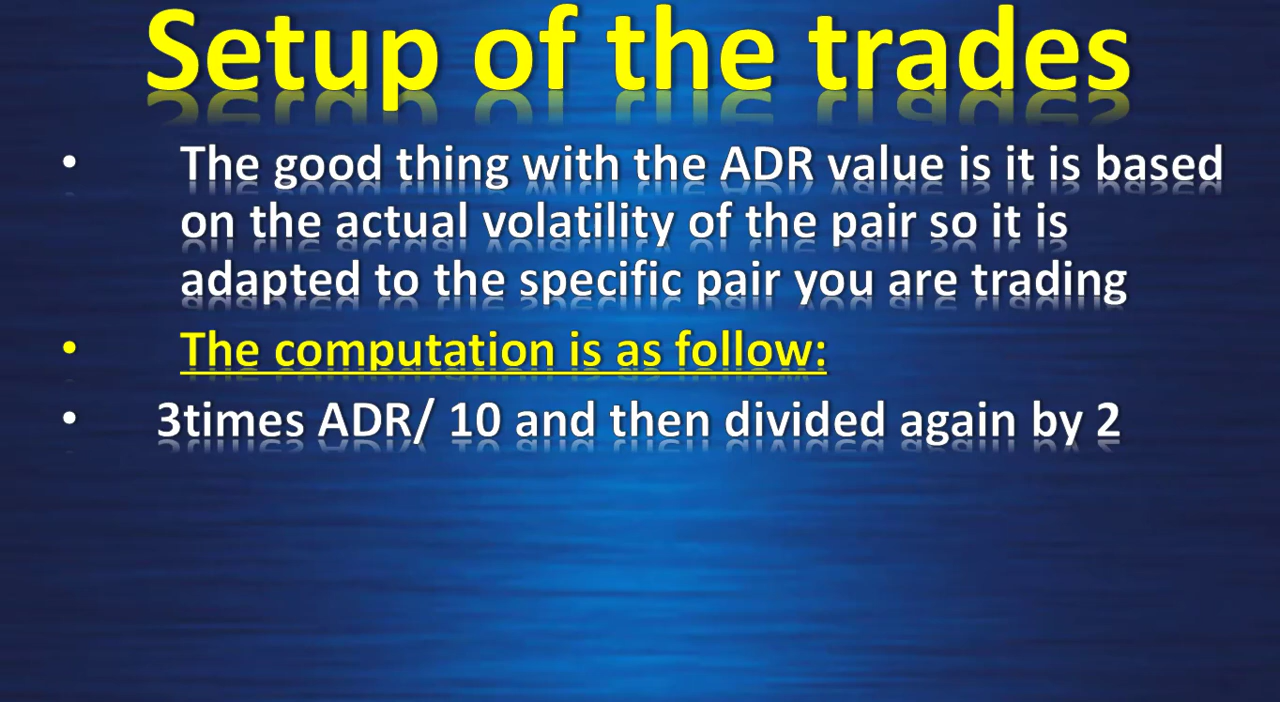 Setup of the trades
• The good thing with the ADR value is it is based
on the actual volatility of the pair so it is
adapted to the specific pair you are trading
• The computation is as follow:
• 3times ADR/ 10 and then divided again by 2